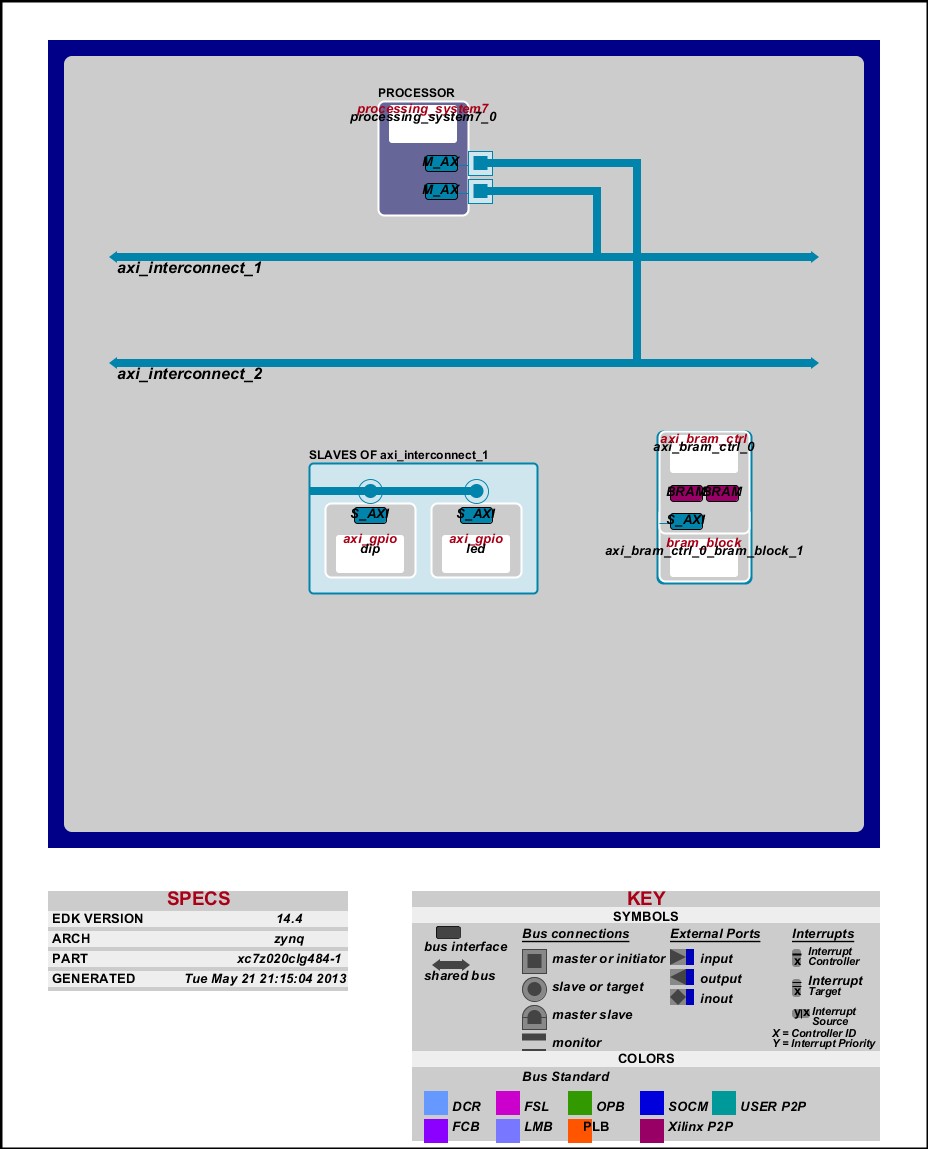 PROCESSOR
processing_system7
processing_system7_0
M_AX
M_AX
axi_interconnect_1
axi_interconnect_2
axi_bram_ctrl
axi_bram_ctrl_0
BRAM BRAM
S_AXI
bram_block
axi_bram_ctrl_0_bram_block_1
SLAVES OF axi_interconnect_1
S_AXI S_AXI
axi_gpio axi_gpio
dip led
SPECS
EDK VERSION 14.4
ARCH zynq
PART xc7z020clg484-1
GENERATED Tue May 21 21:15:04 2013
KEY
SYMBOLS
bus interface
shared bus
Bus connections
master or initiator
slave or target
master slave
monitor
External Ports
input
output
inout
Interrupts
x Interrupt
Controller
x Interrupt
Target
y|x Interrupt
Source
X = Controller ID
Y = Interrupt Priority
COLORS
Bus Standard
DCR FSL OPB SOCM USER P2P
FCB LMB PLB Xilinx P2P